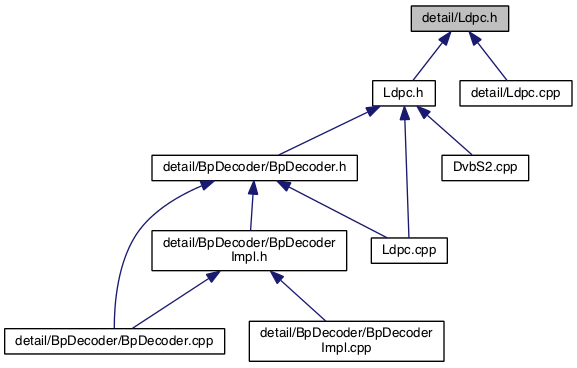 detail/Ldpc.h
Ldpc.h
detail/Ldpc.cpp
detail/BpDecoder/BpDecoder.h
DvbS2.cpp
detail/BpDecoder/BpDecoder
Impl.h
Ldpc.cpp
detail/BpDecoder/BpDecoder.cpp
detail/BpDecoder/BpDecoder
Impl.cpp